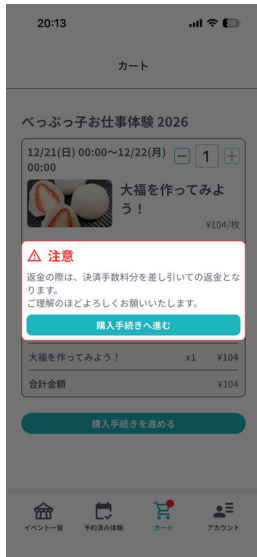 20:13
カート
べっぷっ子お仕事体験 2026
12/21(日) 00:00〜12/22(月)
00:00
1
大福を作ってみよ
う！
¥104/枚
注意
返金の際は、決済手数料分を差し引いての返金とな
ります。
ご理解のほどよろしくお願いいたします。
購入手続きへ進む
大福を作ってみよう！ x1 ¥104
合計金額 ¥104
購入手続きを進める
イベント一覧 予約済み体験 カート アカウント